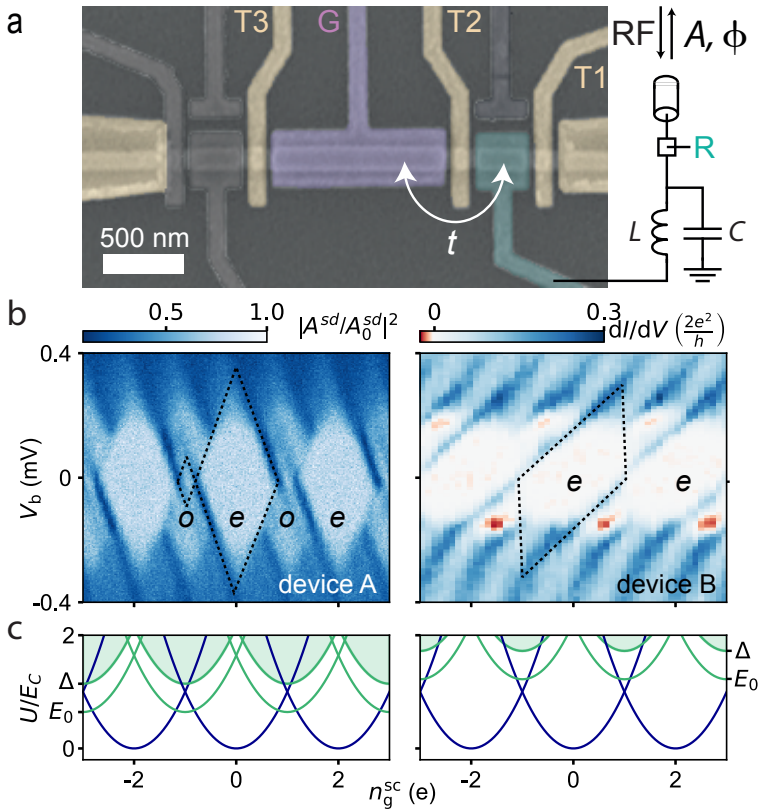 a
T3 G T2 T1
RF A, ϕ
R
L C
t
500 nm
b
0.5 1.0 |A^sd/A_0^sd|^2
0 0.3
dI/dV (2e^2/h)
0.4
0
-0.4
V_b (mV)
o e o e
device A
e e
device B
c
2
Δ
E_0
0
U/E_C
Δ
E_0
-2 0 2
-2 0 2
n_g^sc (e)